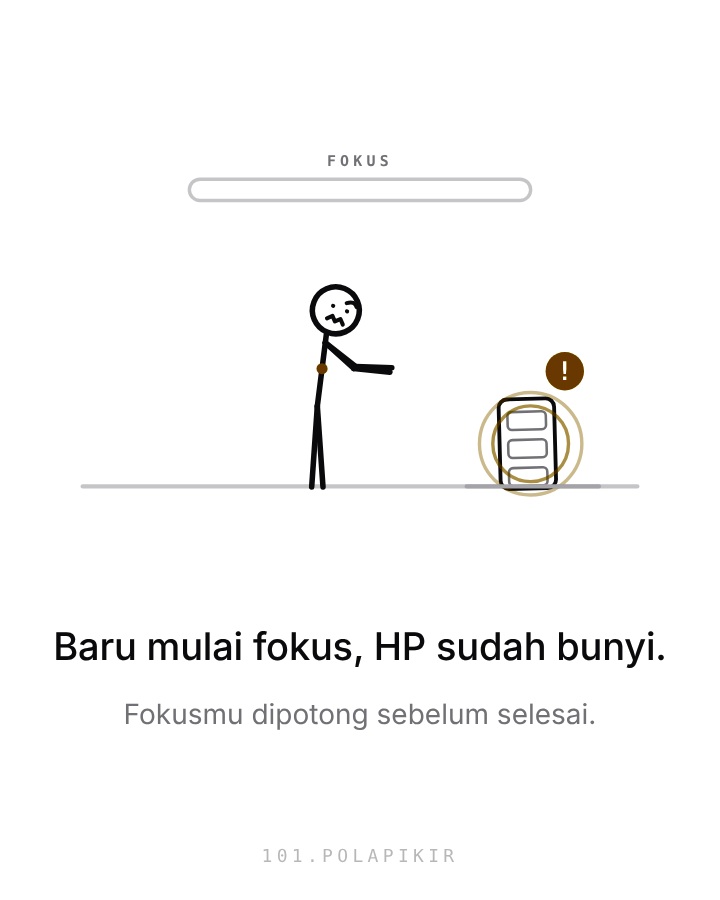 FOKUS
!
Baru mulai fokus, HP sudah bunyi.
Fokusmu dipotong sebelum selesai.
101.POLAPIKIR